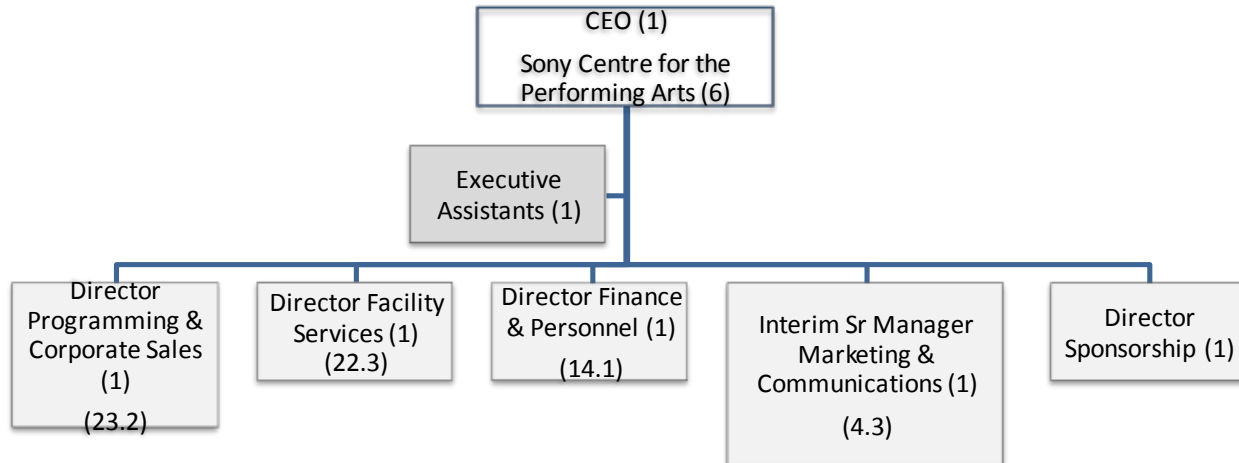 CEO (1)
Sony Centre for the
Performing Arts (6)
Executive
Assistants (1)
Director
Programming &
Corporate Sales
(1)
(23.2)
Director Facility
Services (1)
(22.3)
Director Finance
& Personnel (1)
(14.1)
Interim Sr Manager
Marketing &
Communications (1)
(4.3)
Director
Sponsorship (1)